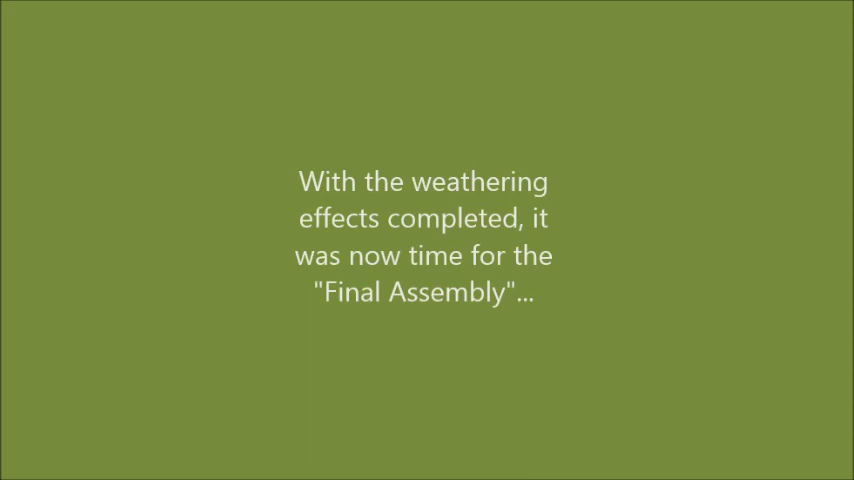 With the weathering
effects completed, it
was now time for the
"Final Assembly"...